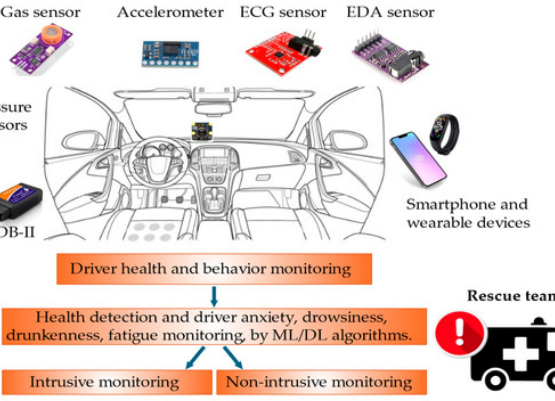 Gas sensor Accelerometer ECG sensor EDA sensor
ssure
sors
DB-II
Smartphone and
wearable devices
Driver health and behavior monitoring
Health detection and driver anxiety, drowsiness,
drunkenness, fatigue monitoring, by ML/DL algorithms.
Rescue team
Intrusive monitoring
Non-intrusive monitoring